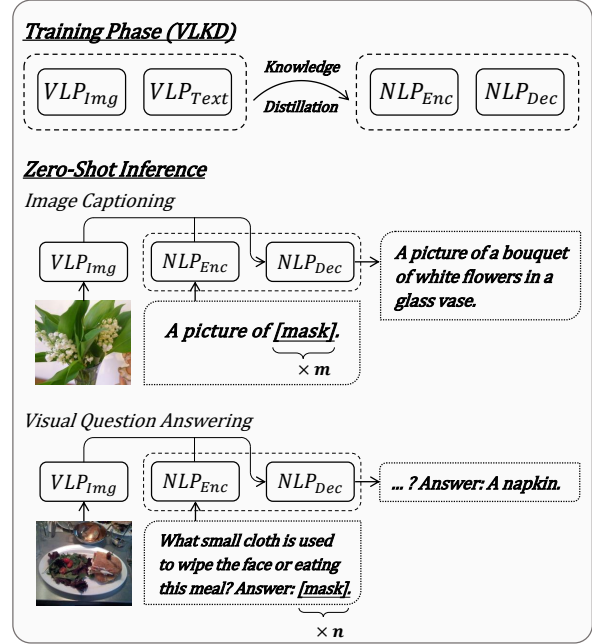 Training Phase (VLKD)
VLP_Img VLP_Text Knowledge Distillation NLP_Enc NLP_Dec
Zero-Shot Inference
Image Captioning
VLP_Img NLP_Enc NLP_Dec
A picture of a bouquet
of white flowers in a
glass vase.
A picture of [mask].
× m
Visual Question Answering
VLP_Img NLP_Enc NLP_Dec
... ? Answer: A napkin.
What small cloth is used
to wipe the face or eating
this meal? Answer: [mask].
× n